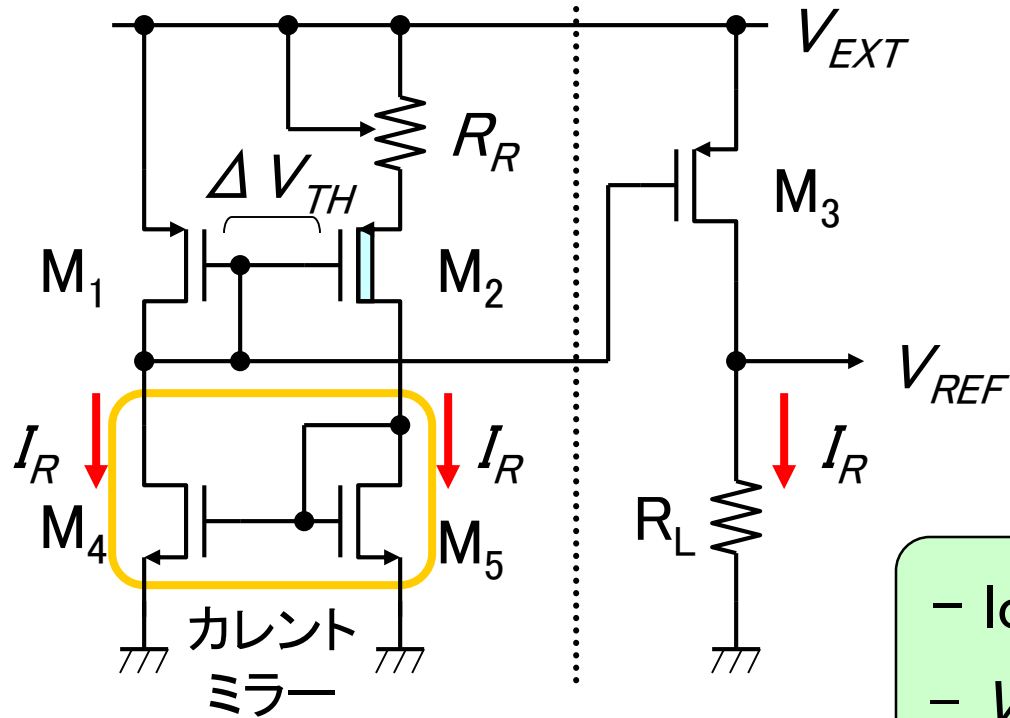 V_EXT
R_R
Δ V_TH
M_1
M_2
M_3
V_REF
I_R
I_R
I_R
M_4
M_5
R_L
カレント
ミラー
－
－ V